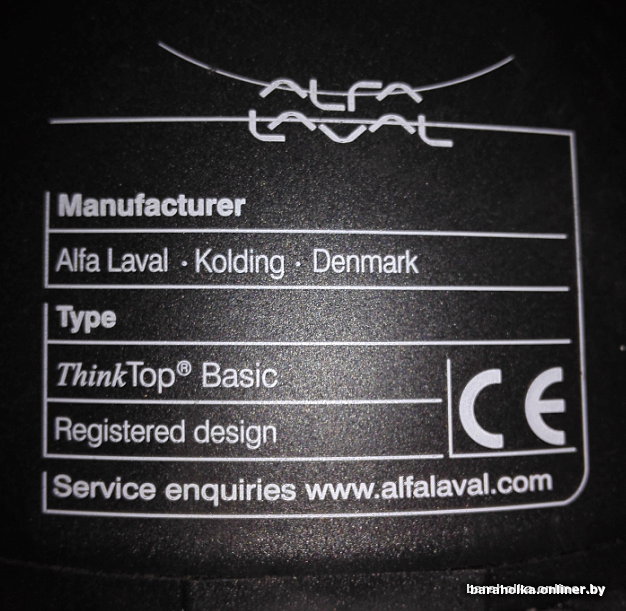 ALFA
LAVAL
Manufacturer
Alfa Laval · Kolding · Denmark
Type
ThinkTop® Basic
Registered design
CE
Service enquiries www.alfalaval.com
baraholka.onliner.by